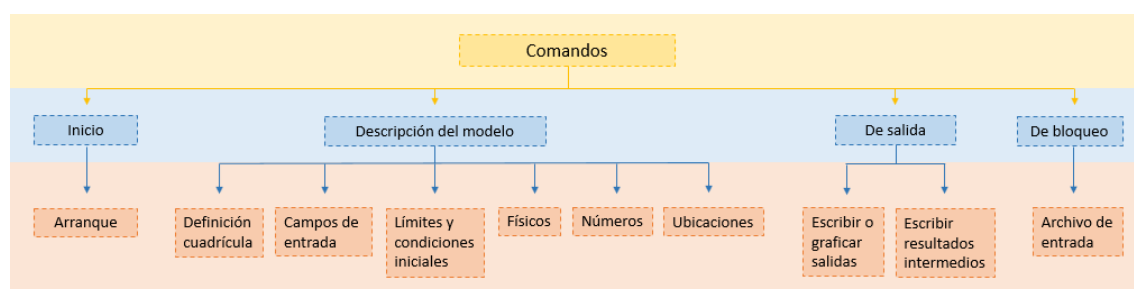 Comandos
Inicio
Descripción del modelo
De salida
De bloqueo
Arranque
Definición
cuadrícula
Campos de
entrada
Límites y
condiciones
iniciales
Físicos
Números
Ubicaciones
Escribir o
graficar
salidas
Escribir
resultados
intermedios
Archivo de
entrada